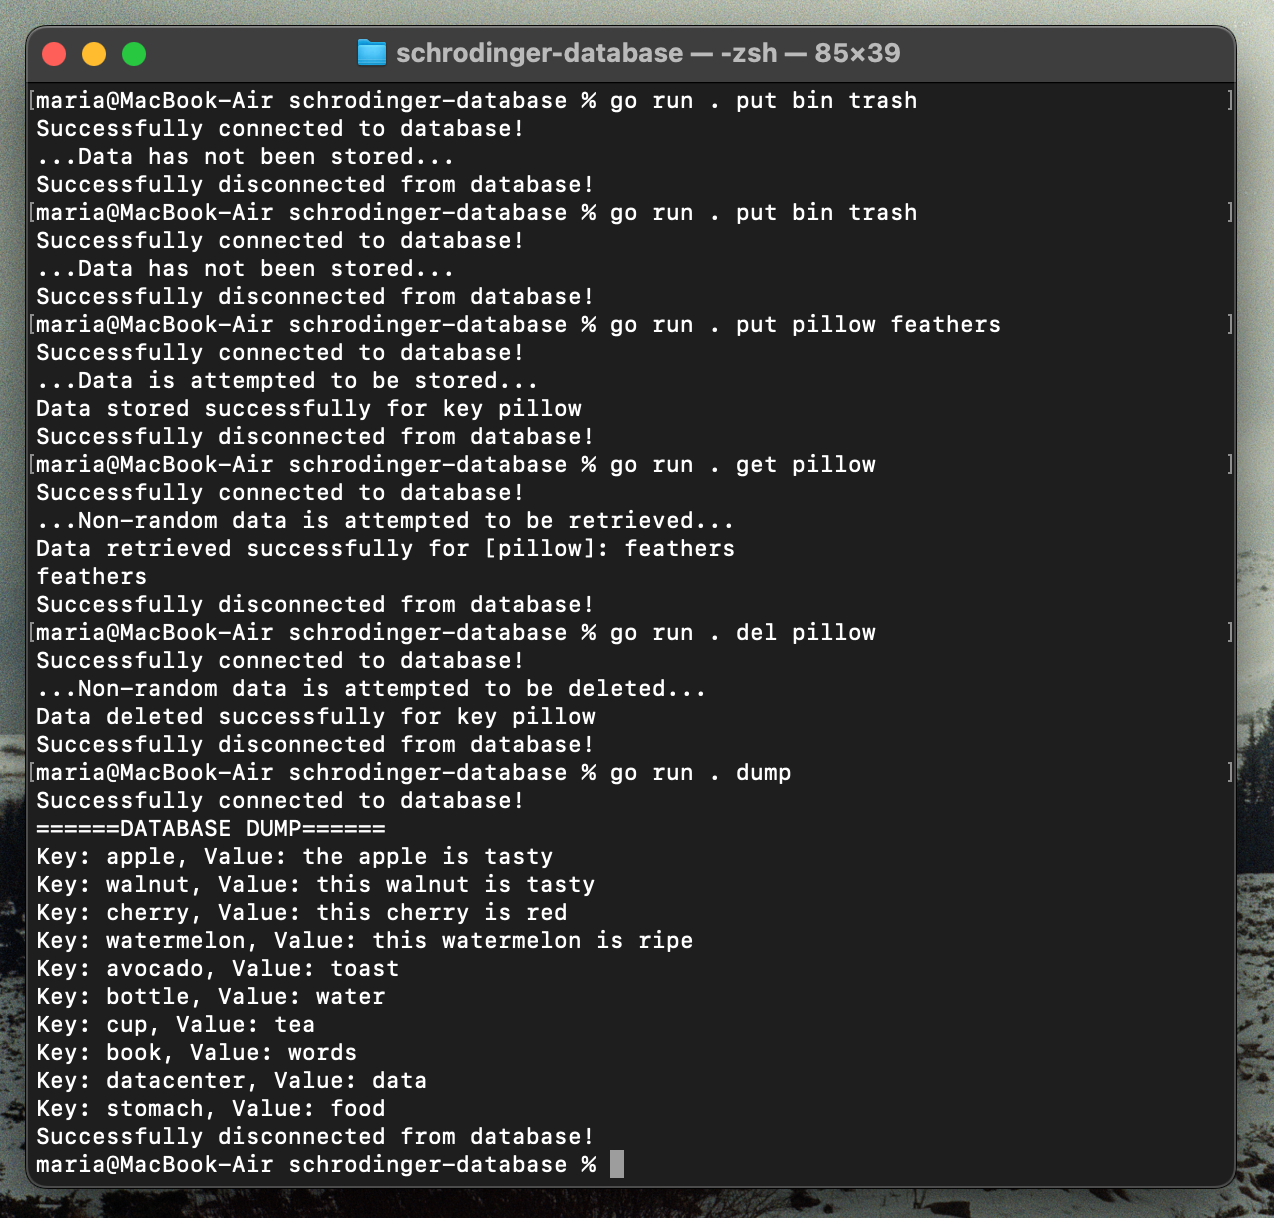 schrodinger-database — -zsh — 85×39
[maria@MacBook-Air schrodinger-database % go run . put bin trash ]
Successfully connected to database!
...Data has not been stored...
Successfully disconnected from database!
[maria@MacBook-Air schrodinger-database % go run . put bin trash ]
Successfully connected to database!
...Data has not been stored...
Successfully disconnected from database!
[maria@MacBook-Air schrodinger-database % go run . put pillow feathers ]
Successfully connected to database!
...Data is attempted to be stored...
Data stored successfully for key pillow
Successfully disconnected from database!
[maria@MacBook-Air schrodinger-database % go run . get pillow ]
Successfully connected to database!
...Non-random data is attempted to be retrieved...
Data retrieved successfully for [pillow]: feathers
feathers
Successfully disconnected from database!
[maria@MacBook-Air schrodinger-database % go run . del pillow ]
Successfully connected to database!
...Non-random data is attempted to be deleted...
Data deleted successfully for key pillow
Successfully disconnected from database!
[maria@MacBook-Air schrodinger-database % go run . dump ]
Successfully connected to database!
======DATABASE DUMP======
Key: apple, Value: the apple is tasty
Key: walnut, Value: this walnut is tasty
Key: cherry, Value: this cherry is red
Key: watermelon, Value: this watermelon is ripe
Key: avocado, Value: toast
Key: bottle, Value: water
Key: cup, Value: tea
Key: book, Value: words
Key: datacenter, Value: data
Key: stomach, Value: food
Successfully disconnected from database!
maria@MacBook-Air schrodinger-database %